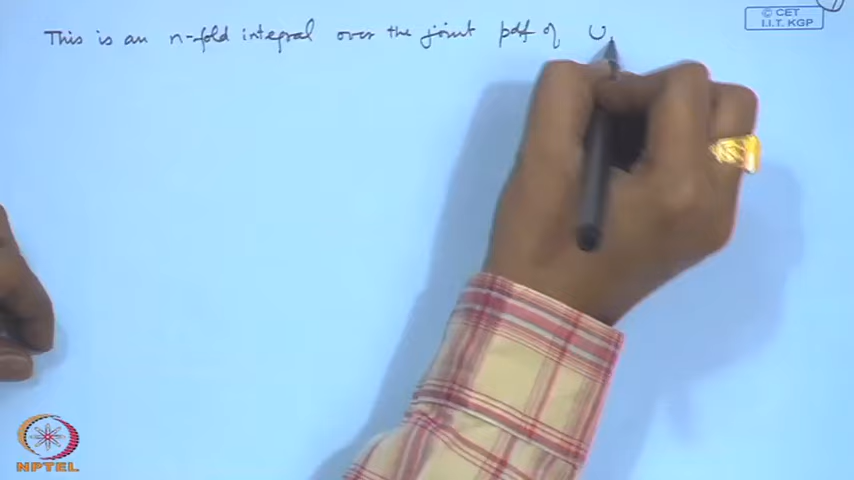 This is an n-fold integral over the joint pdf of U
© CET
I.I.T. KGP
NPTEL